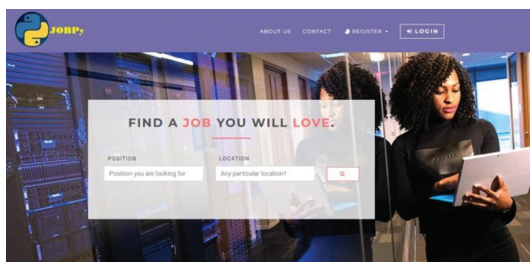 JOBPy
ABOUT US CONTACT REGISTER LOGIN
FIND A JOB YOU WILL LOVE.
POSITION LOCATION
Position you are looking for Any particular location?